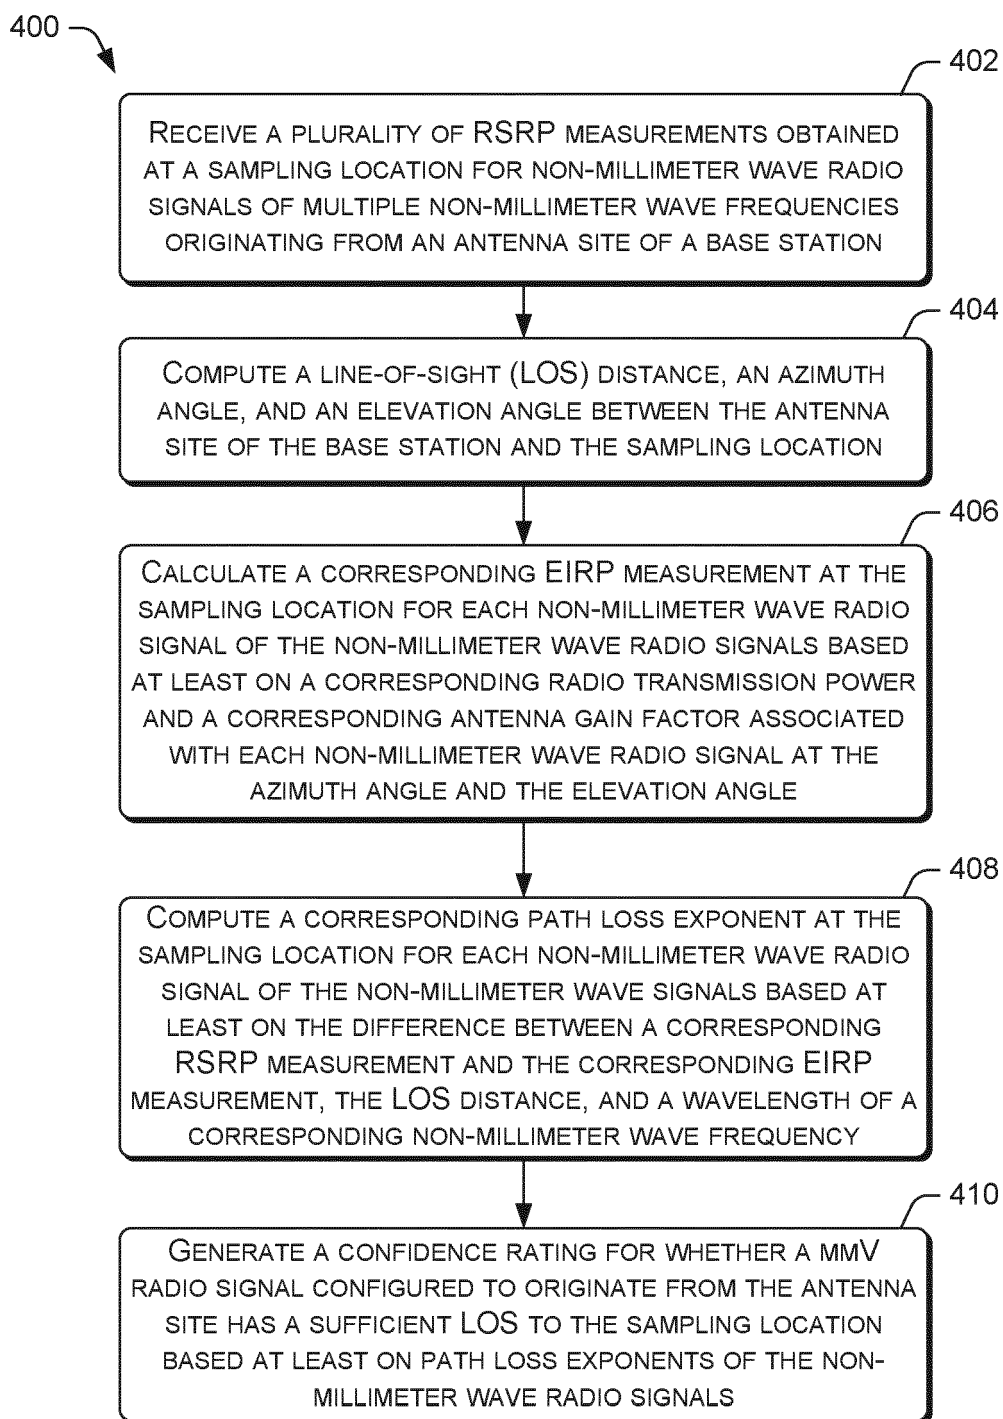 400
402
RECEIVE A PLURALITY OF RSRP MEASUREMENTS OBTAINED
AT A SAMPLING LOCATION FOR NON-MILLIMETER WAVE RADIO
SIGNALS OF MULTIPLE NON-MILLIMETER WAVE FREQUENCIES
ORIGINATING FROM AN ANTENNA SITE OF A BASE STATION
404
COMPUTE A LINE-OF-SIGHT (LOS) DISTANCE, AN AZIMUTH
ANGLE, AND AN ELEVATION ANGLE BETWEEN THE ANTENNA
SITE OF THE BASE STATION AND THE SAMPLING LOCATION
406
CALCULATE A CORRESPONDING EIRP MEASUREMENT AT THE
SAMPLING LOCATION FOR EACH NON-MILLIMETER WAVE RADIO
SIGNAL OF THE NON-MILLIMETER WAVE RADIO SIGNALS BASED
AT LEAST ON A CORRESPONDING RADIO TRANSMISSION POWER
AND A CORRESPONDING ANTENNA GAIN FACTOR ASSOCIATED
WITH EACH NON-MILLIMETER WAVE RADIO SIGNAL AT THE
AZIMUTH ANGLE AND THE ELEVATION ANGLE
408
COMPUTE A CORRESPONDING PATH LOSS EXPONENT AT THE
SAMPLING LOCATION FOR EACH NON-MILLIMETER WAVE RADIO
SIGNAL OF THE NON-MILLIMETER WAVE SIGNALS BASED AT
LEAST ON THE DIFFERENCE BETWEEN A CORRESPONDING
RSRP MEASUREMENT AND THE CORRESPONDING EIRP
MEASUREMENT, THE LOS DISTANCE, AND A WAVELENGTH OF A
CORRESPONDING NON-MILLIMETER WAVE FREQUENCY
410
GENERATE A CONFIDENCE RATING FOR WHETHER A MMV
RADIO SIGNAL CONFIGURED TO ORIGINATE FROM THE ANTENNA
SITE HAS A SUFFICIENT LOS TO THE SAMPLING LOCATION
BASED AT LEAST ON PATH LOSS EXPONENTS OF THE NON-
MILLIMETER WAVE RADIO SIGNALS